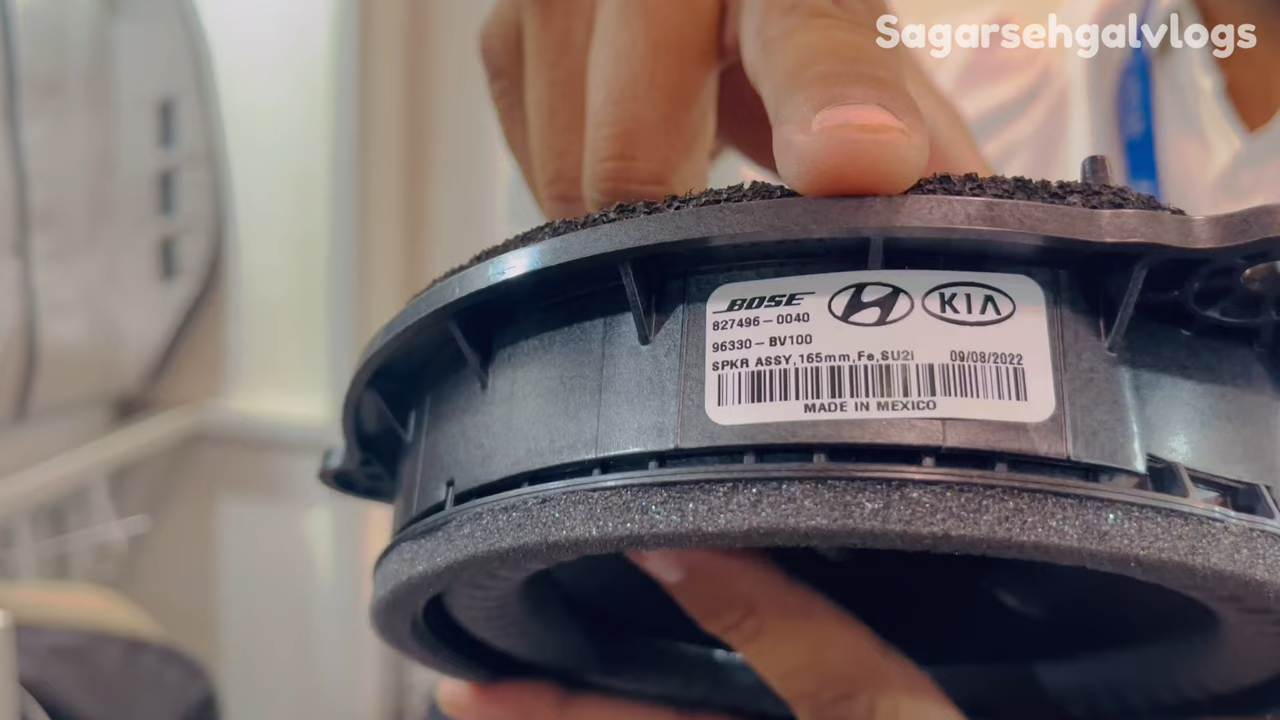 Sagarsehgalvlogs
BOSE H KIA
827496-0040
96330-BV100
SPKR ASSY,165mm,Fe,SU2i 09/08/2022
MADE IN MEXICO